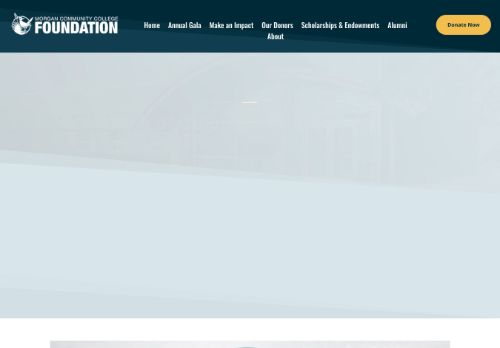 MORGAN COMMUNITY COLLEGE
FOUNDATION
Home Annual Gala Make an Impact Our Donors Scholarships & Endowments Alumni
About
Donate Now